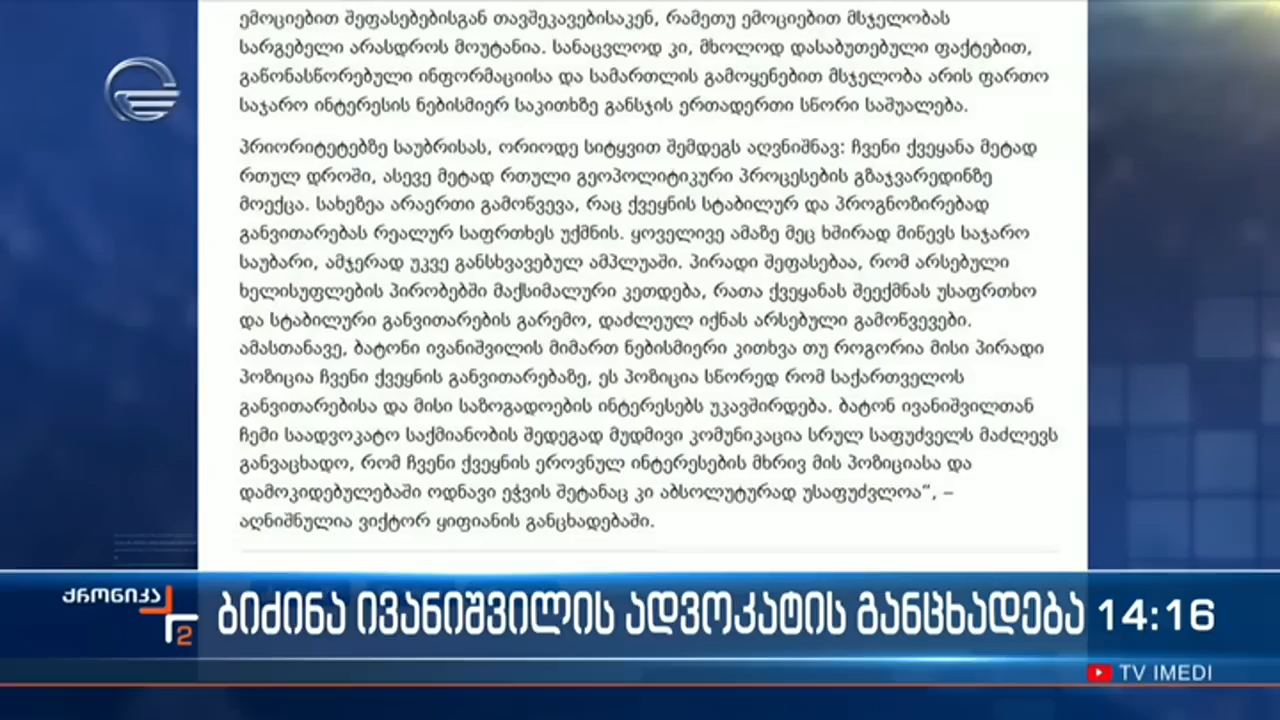 ემოციებით შეფასებებისგან თავშეკავებისაკენ, რამეთუ ემოციებით მსჯელობას
სარგებელი არასდროს მოუტანია. სანაცვლოდ კი, მხოლოდ დასაბუთებული ფაქტებით,
გაწონასწორებული ინფორმაციისა და სამართლის გამოყენებით მსჯელობა არის ფართო
საჯარო ინტერესის ნებისმიერ საკითხზე განსჯის ერთადერთი სწორი საშუალება.
პრიორიტეტებზე საუბრისას, ორიოდე სიტყვით შემდეგს აღვნიშნავ: ჩვენი ქვეყანა მეტად
რთულ დროში, ასევე მეტად რთული გეოპოლიტიკური პროცესების გზაჯვარედინზე
მოექცა. სახეზეა არაერთი გამოწვევა, რაც ქვეყნის სტაბილურ და პროგნოზირებად
განვითარებას რეალურ საფრთხეს უქმნის. ყოველივე ამაზე მეც ხშირად მიწევს საჯარო
საუბარი, ამჯერად უკვე განსხვავებულ ამპლუაში. პირადი შეფასებაა, რომ არსებული
ხელისუფლების პირობებში მაქსიმალური კეთდება, რათა ქვეყანას შეექმნას უსაფრთხო
და სტაბილური განვითარების გარემო, დაძლეულ იქნას არსებული გამოწვევები.
ამასთანავე, ბატონი ივანიშვილის მიმართ ნებისმიერი კითხვა თუ როგორია მისი პირადი
პოზიცია ჩვენი ქვეყნის განვითარებაზე, ეს პოზიცია სწორედ რომ საქართველოს
განვითარებისა და მისი საზოგადოების ინტერესებს უკავშირდება. ბატონ ივანიშვილთან
ჩემი საადვოკატო საქმიანობის შედეგად მუდმივი კომუნიკაცია სრულ საფუძველს მაძლევს
განვაცხადო, რომ ჩვენი ქვეყნის ეროვნულ ინტერესების მხრივ მის პოზიციასა და
დამოკიდებულებაში ოდნავი ეჭვის შეტანაც კი აბსოლუტურად უსაფუძვლოა“, –
აღნიშნულია ვიქტორ ყიფიანის განცხადებაში.
ქრონიკა 2
ბიძინა ივანიშვილის ადვოკატის განცხადება 14:16
TV IMEDI